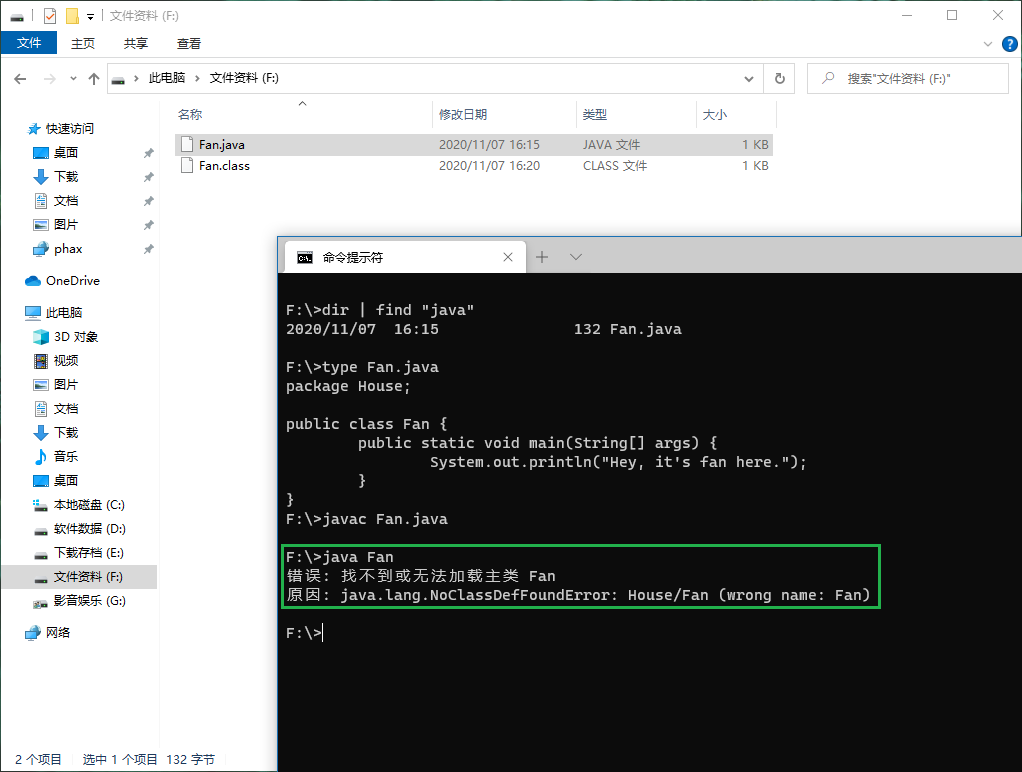 文件资料 (F:)
文件 主页 共享 查看
此电脑 文件资料 (F:) 搜索"文件资料 (F:)"
名称 修改日期 类型 大小
Fan.java 2020/11/07 16:15 JAVA 文件 1 KB
Fan.class 2020/11/07 16:20 CLASS 文件 1 KB
快速访问
桌面
下载
文档
图片
phax
OneDrive
此电脑
3D 对象
视频
图片
文档
下载
音乐
桌面
本地磁盘 (C:)
软件数据 (D:)
下载存档 (E:)
文件资料 (F:)
影音娱乐 (G:)
网络
2 个项目 选中 1 个项目 132 字节
命令提示符
F:\>dir | find "java"
2020/11/07  16:15               132 Fan.java
F:\>type Fan.java
package House;
public class Fan {
        public static void main(String[] args) {
                System.out.println("Hey, it's fan here.");
        }
}
F:\>javac Fan.java
F:\>java Fan
错误: 找不到或无法加载主类 Fan
原因: java.lang.NoClassDefFoundError: House/Fan (wrong name: Fan)
F:\>